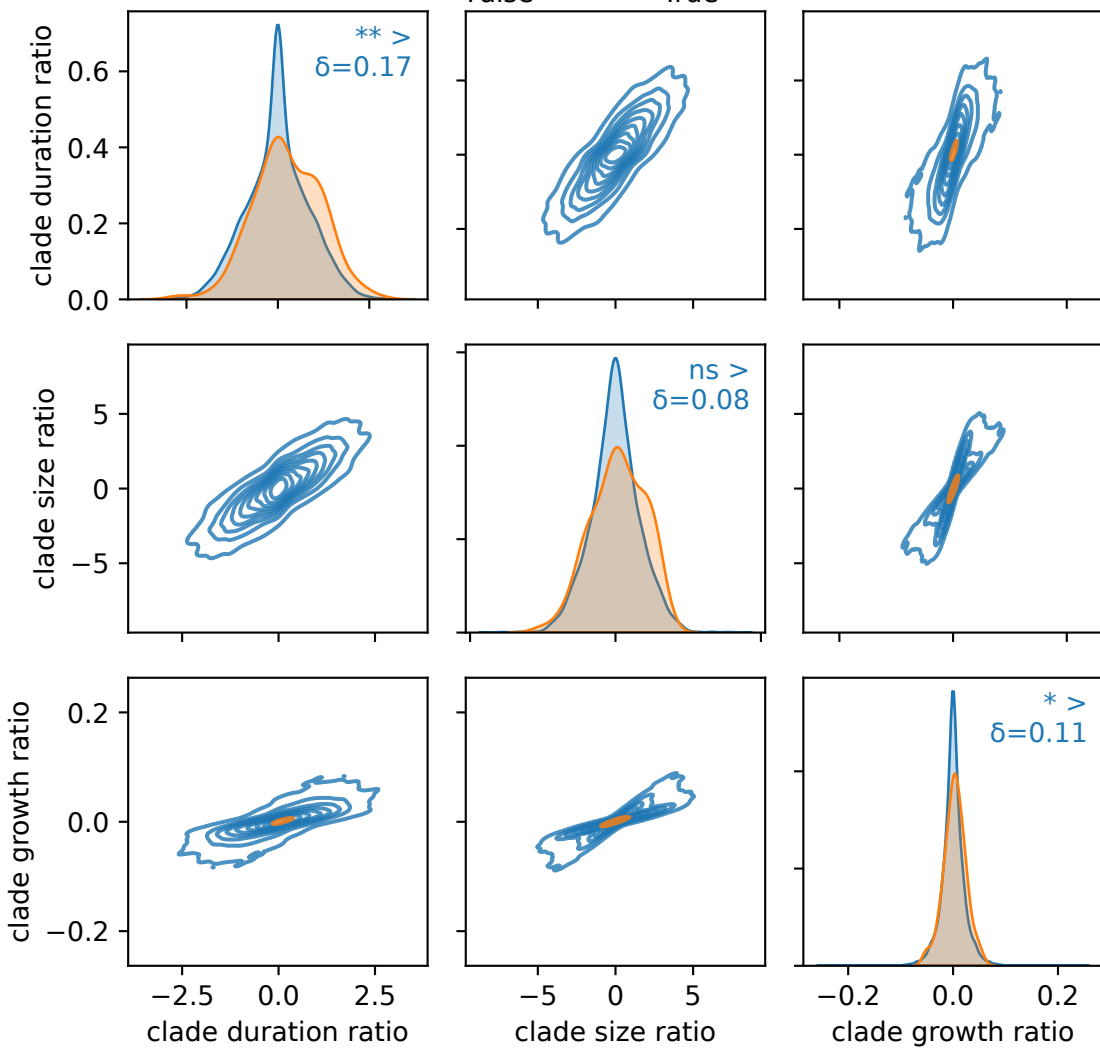 False True
clade duration ratio
0.6
0.4
0.2
0.0
** >
δ=0.17
clade size ratio
5
0
−5
ns >
δ=0.08
clade growth ratio
0.2
0.0
−0.2
* >
δ=0.11
−2.5 0.0 2.5
−5 0 5
−0.2 0.0 0.2
clade duration ratio
clade size ratio
clade growth ratio